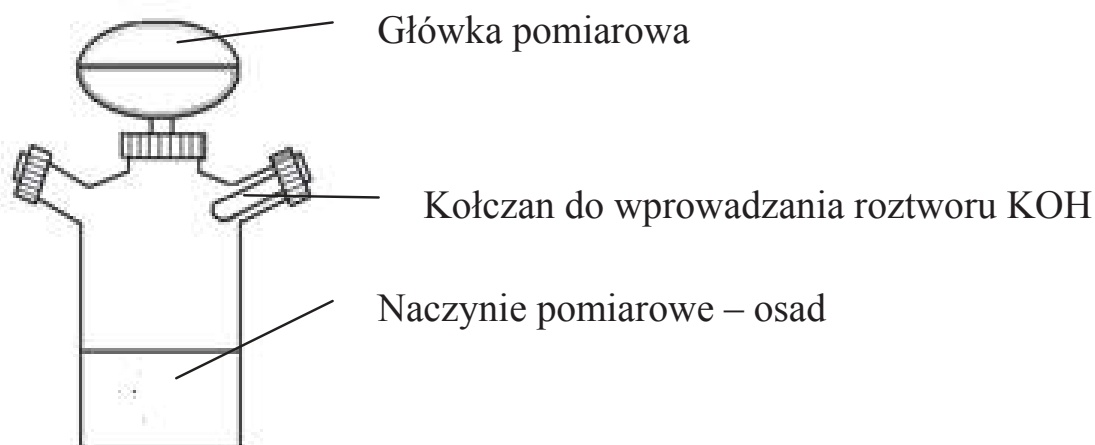 Główka pomiarowa
Kołczan do wprowadzania roztworu KOH
Naczynie pomiarowe – osad